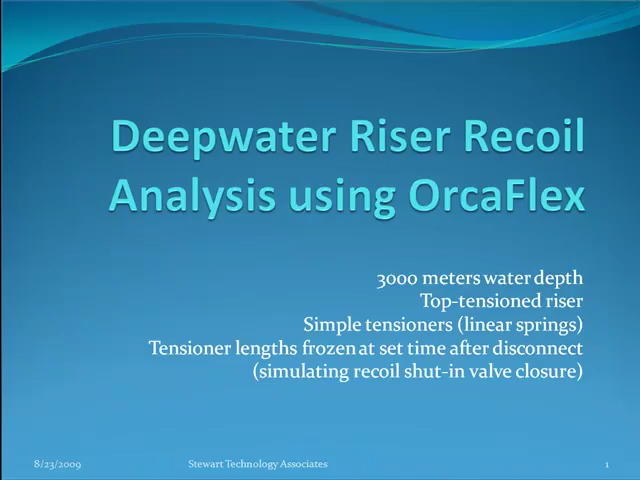 Deepwater Riser Recoil
Analysis using OrcaFlex
3000 meters water depth
Top-tensioned riser
Simple tensioners (linear springs)
Tensioner lengths frozen at set time after disconnect
(simulating recoil shut-in valve closure)
8/23/2009
Stewart Technology Associates
1